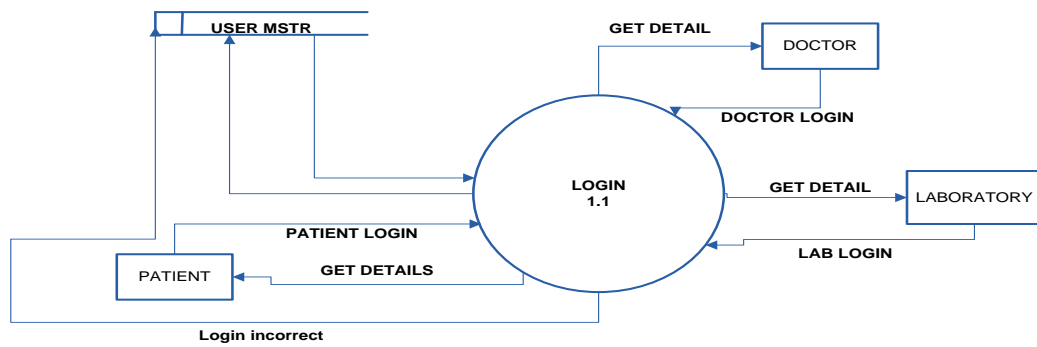 USER MSTR
GET DETAIL
DOCTOR
DOCTOR LOGIN
LOGIN
1.1
GET DETAIL
LABORATORY
LAB LOGIN
PATIENT LOGIN
PATIENT
GET DETAILS
Login incorrect